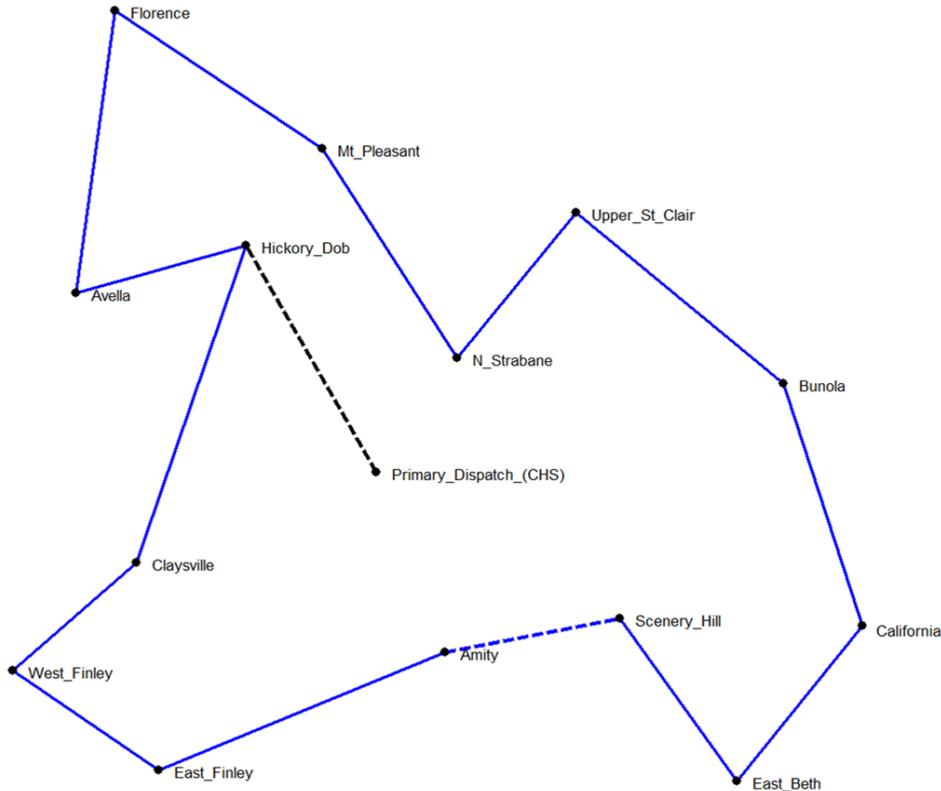 Florence
Mt_Pleasant
Upper_St_Clair
Hickory_Dob
Avella
N_Strabane
Bunola
Primary_Dispatch_(CHS)
Claysville
Scenery_Hill
California
Amity
West_Finley
East_Finley
East_Beth